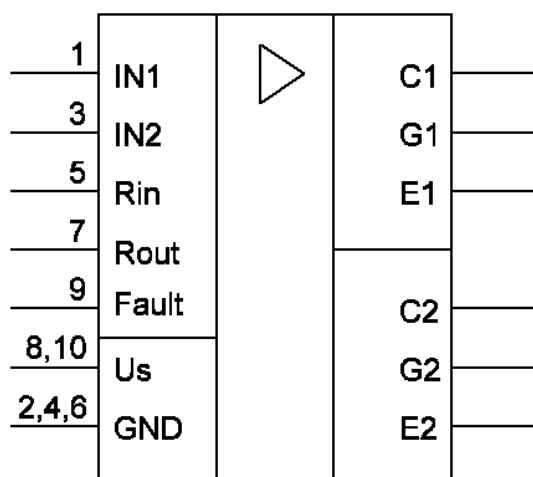 1 IN1 C1
3 IN2 G1
5 Rin E1
7 Rout
9 Fault C2
8,10 Us G2
2,4,6 GND E2